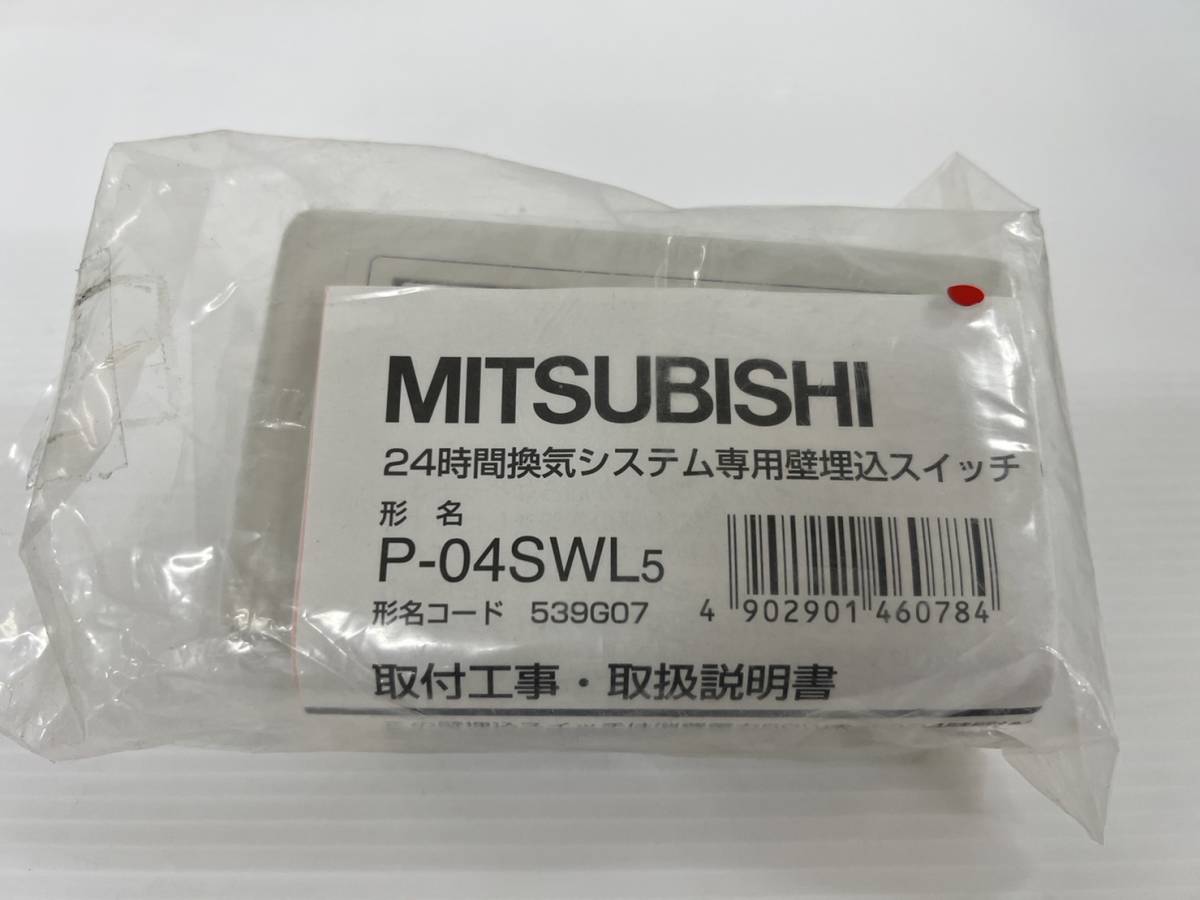 MITSUBISHI
24時間換気システム専用壁埋込スイッチ
形 名
P-04SWL5
形名コード 539G07
4 902901 460784
取付工事・取扱説明書